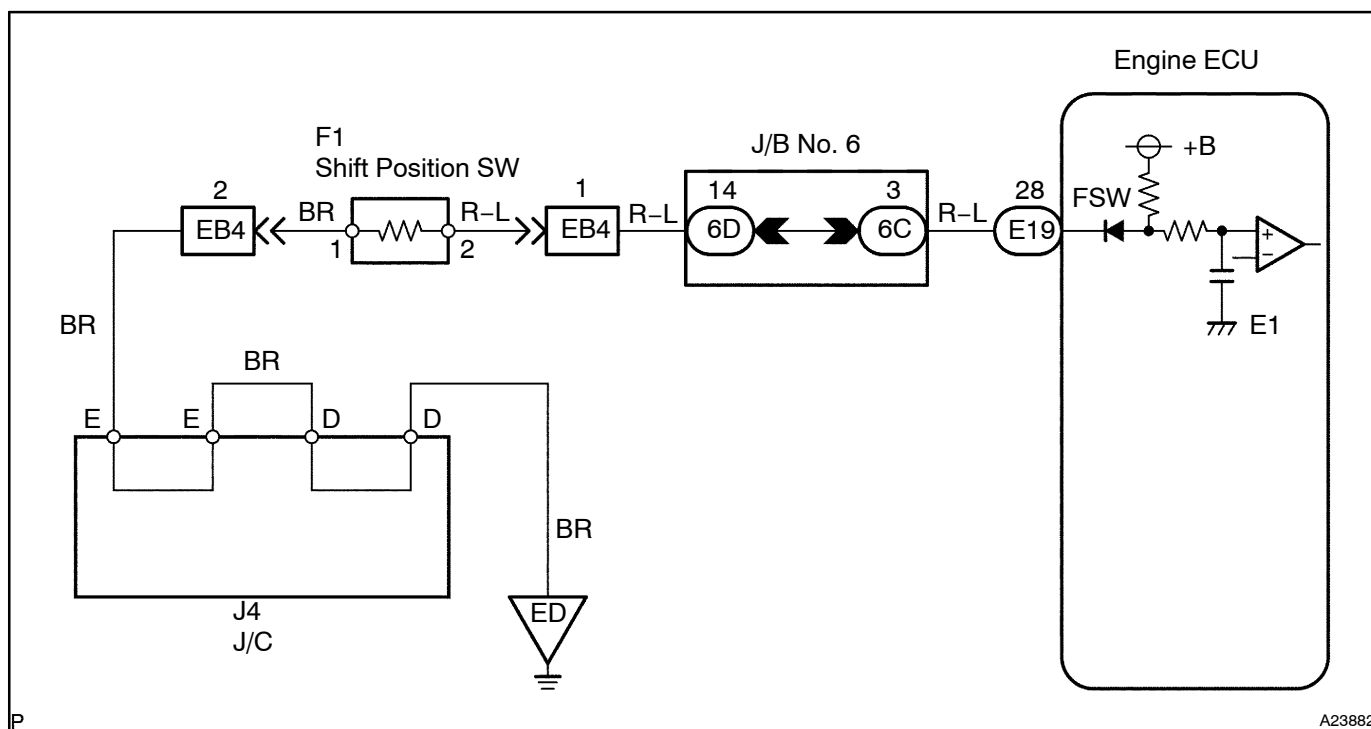 Engine ECU
F1
Shift Position SW
J/B No. 6
+B
2
1
14
3
28
FSW
BR
R–L
R–L
R–L
EB4
EB4
6D
6C
E19
1
2
+
−
E1
BR
BR
E
E
D
D
BR
ED
J4
J/C
P
A23882